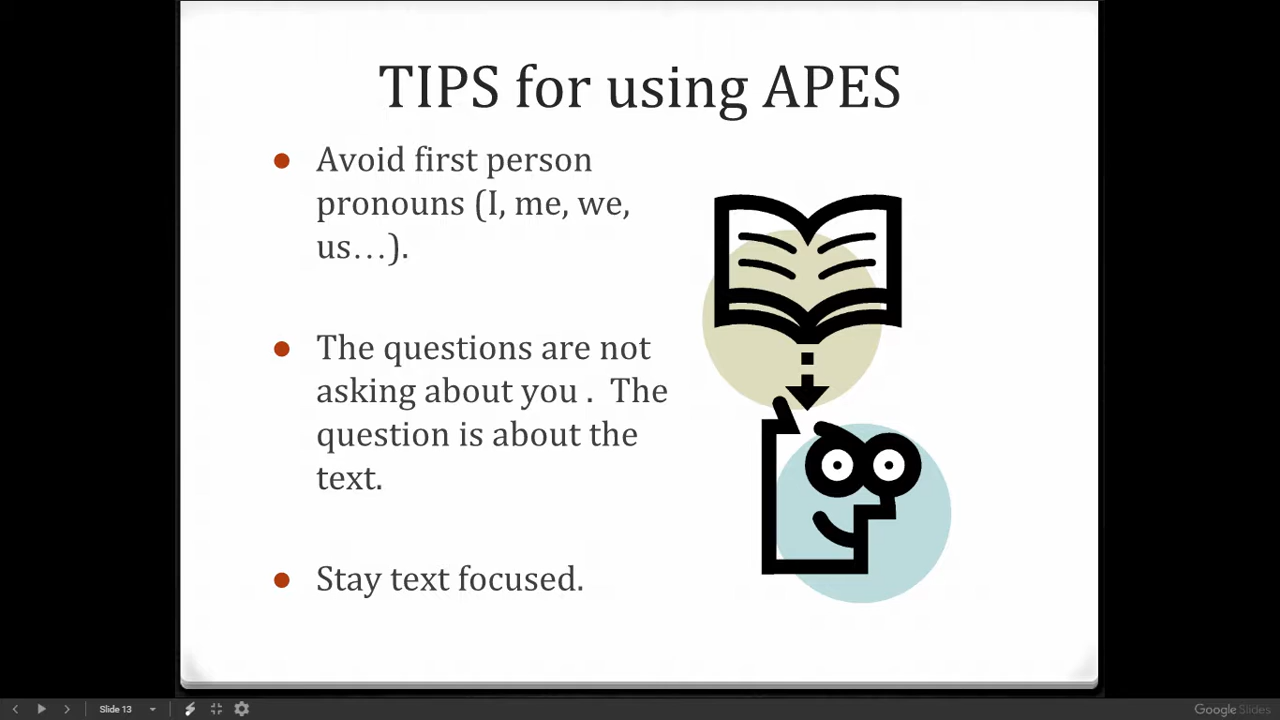 TIPS for using APES
Avoid first person
pronouns (I, me, we,
us...).
The questions are not
asking about you . The
question is about the
text.
Stay text focused.
Slide 13
Google Slides